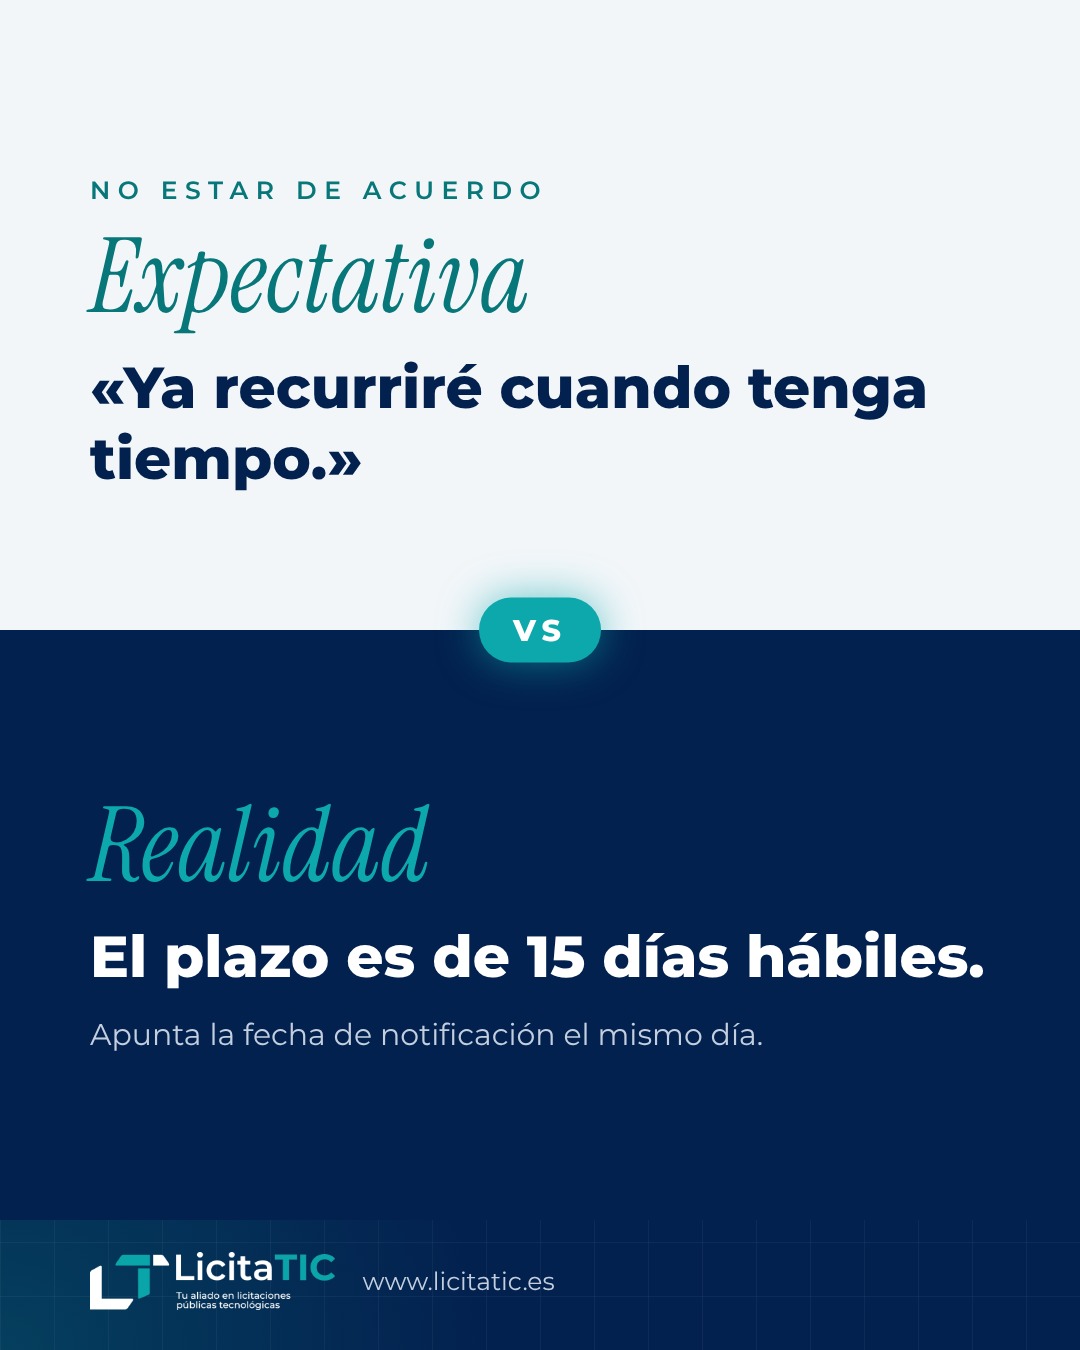 NO ESTAR DE ACUERDO
Expectativa
«Ya recurriré cuando tenga
tiempo.»
VS
Realidad
El plazo es de 15 días hábiles.
Apunta la fecha de notificación el mismo día.
LicitaTIC
Tu aliado en licitaciones
públicas tecnológicas
www.licitatic.es